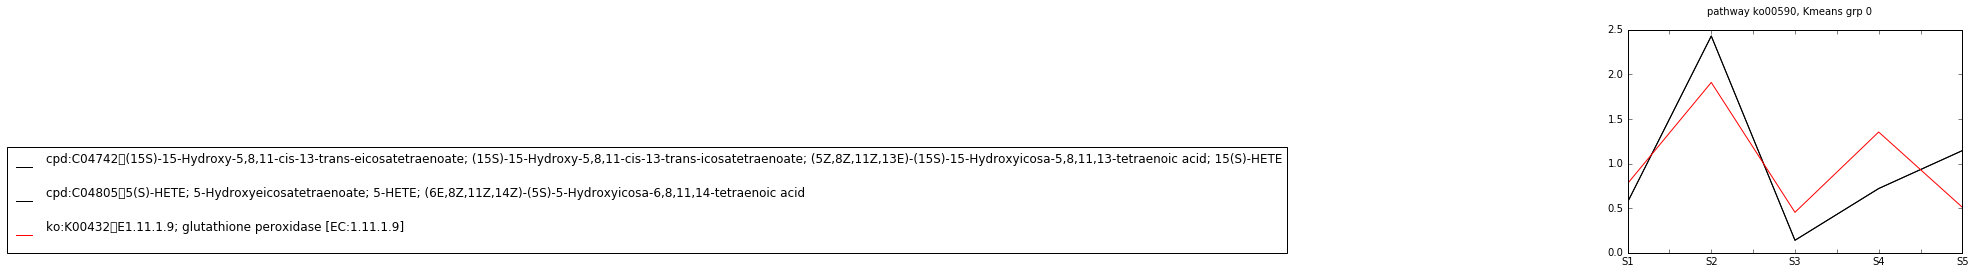 pathway ko00590, Kmeans grp 0
2.5
2.0
1.5
1.0
0.5
0.0
S1 S2 S3 S4 S5
cpd:C04742▯(15S)-15-Hydroxy-5,8,11-cis-13-trans-eicosatetraenoate; (15S)-15-Hydroxy-5,8,11-cis-13-trans-icosatetraenoate; (5Z,8Z,11Z,13E)-(15S)-15-Hydroxyicosa-5,8,11,13-tetraenoic acid; 15(S)-HETE
cpd:C04805▯5(S)-HETE; 5-Hydroxyeicosatetraenoate; 5-HETE; (6E,8Z,11Z,14Z)-(5S)-5-Hydroxyicosa-6,8,11,14-tetraenoic acid
ko:K00432▯E1.11.1.9; glutathione peroxidase [EC:1.11.1.9]